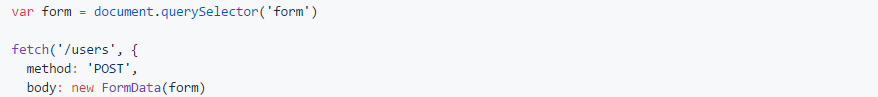 var form = document.querySelector('form')
fetch('/users', {
method: 'POST',
body: new FormData(form)